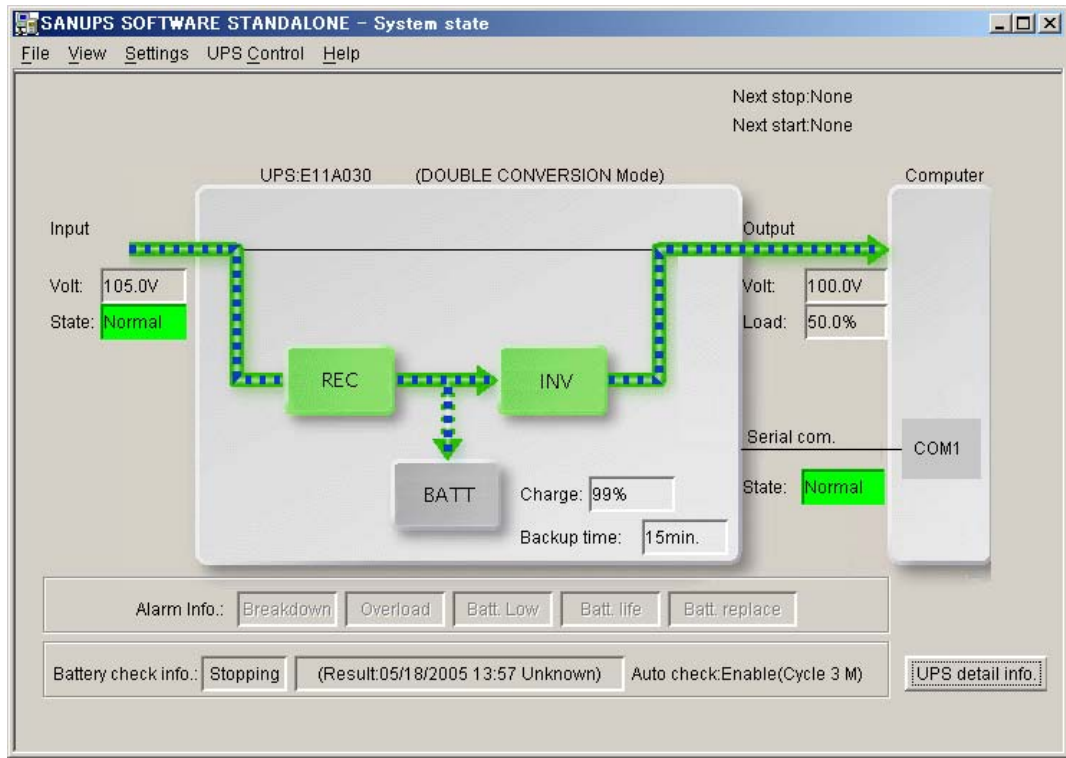 SANUPS SOFTWARE STANDALONE - System state
File View Settings UPS Control Help
Next stop:None
Next start:None
UPS:E11A030 (DOUBLE CONVERSION Mode)
Computer
Input
Output
Volt: 105.0V
Volt: 100.0V
State: Normal
Load: 50.0%
REC
INV
Serial com.
COM1
BATT
Charge: 99%
State: Normal
Backup time: 15min.
Alarm Info.: Breakdown Overload Batt. Low Batt. life Batt. replace
Battery check info.: Stopping (Result:05/18/2005 13:57 Unknown) Auto check:Enable(Cycle 3 M) UPS detail info.